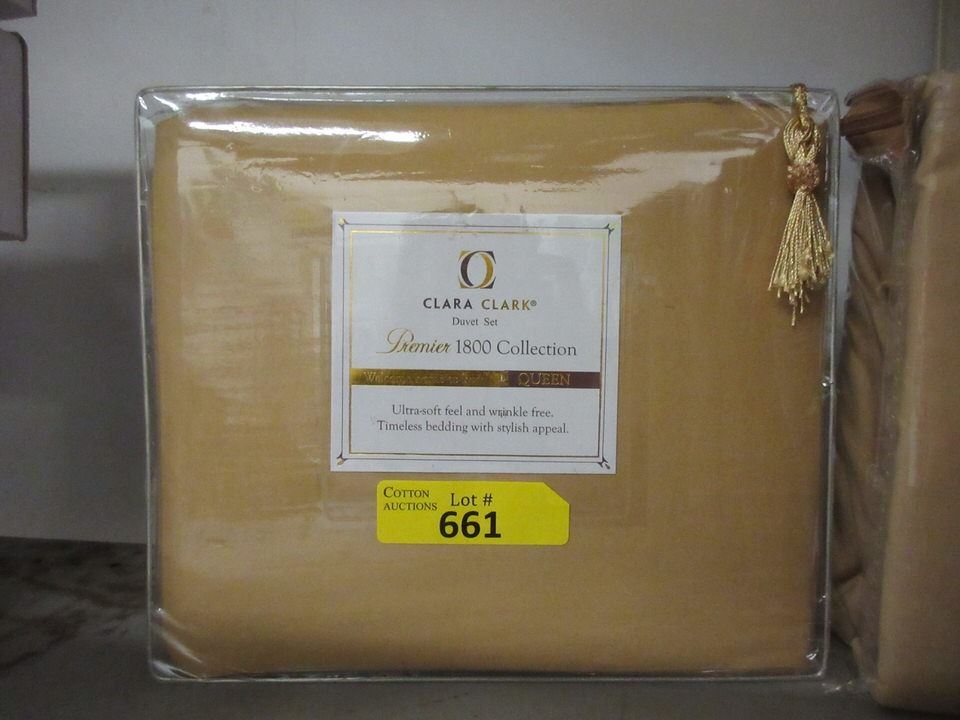 CLARA CLARK®
Duvet Set
Premier 1800 Collection
QUEEN
Ultra-soft feel and wrinkle free.
Timeless bedding with stylish appeal.
COTTON
AUCTIONS
Lot #
661